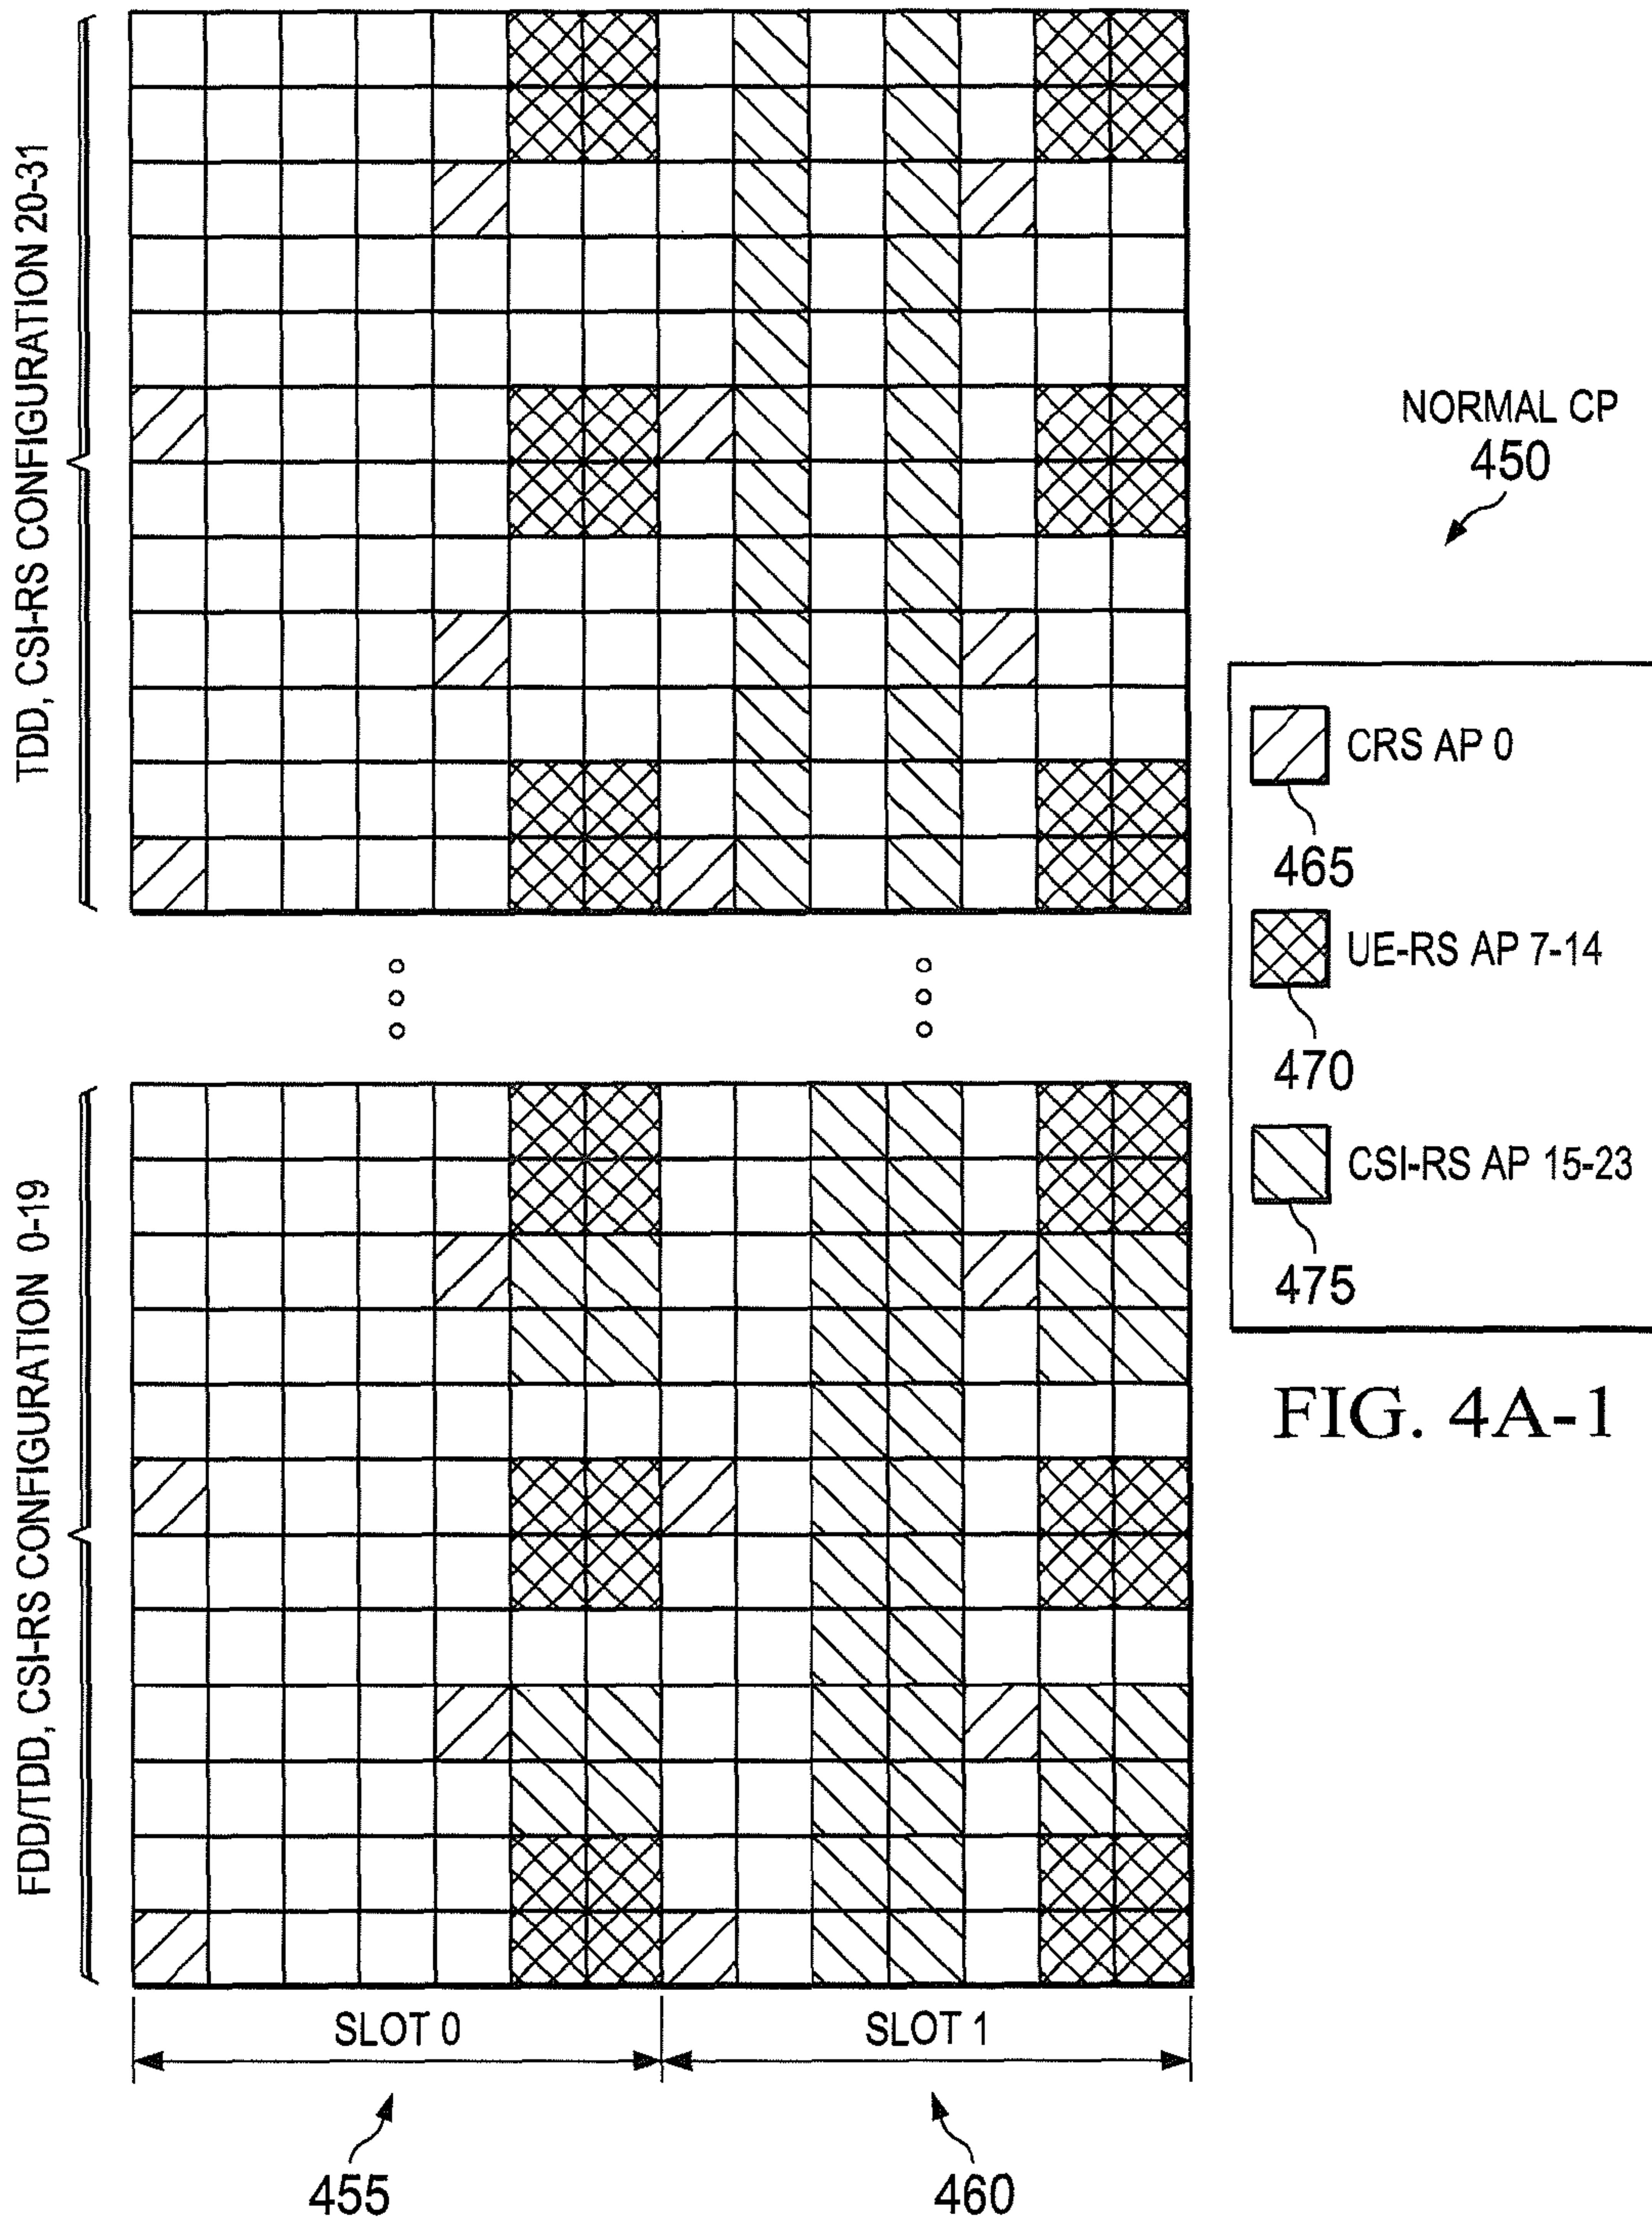 TDD, CSI-RS CONFIGURATION 20-31
NORMAL CP
450
CRS AP 0
465
UE-RS AP 7-14
470
CSI-RS AP 15-23
475
FIG. 4A-1
FDD/TDD, CSI-RS CONFIGURATION 0-19
SLOT 0
SLOT 1
455
460